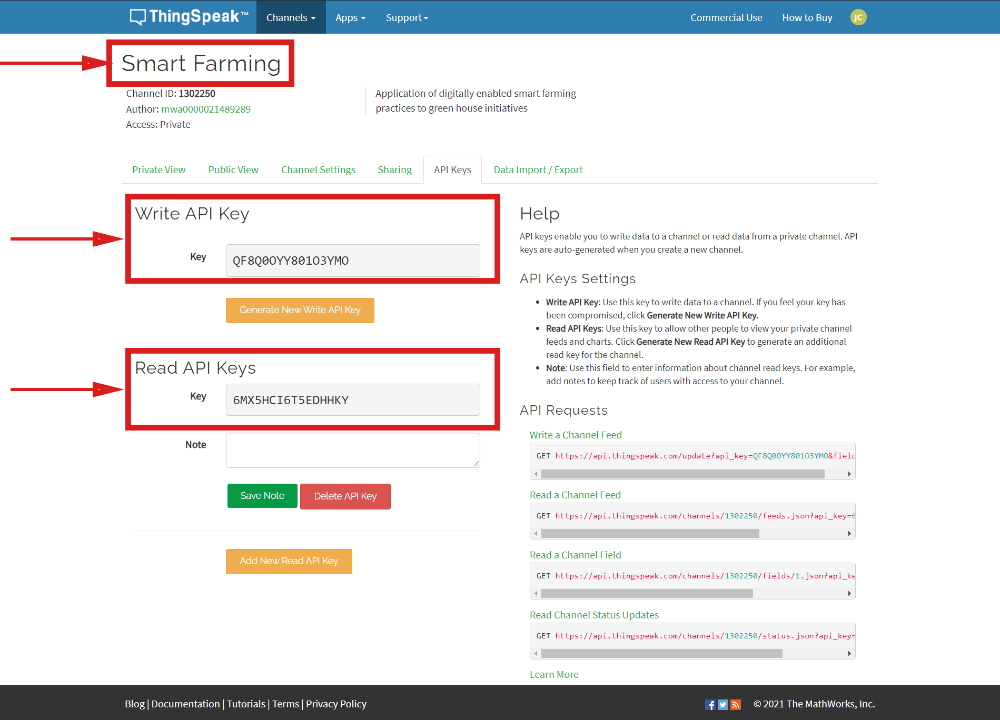 ThingSpeak™
Channels
Apps
Support
Commercial Use
How to Buy
JC
Smart Farming
Channel ID: 1302250
Author: mwa0000021489289
Access: Private
Application of digitally enabled smart farming
practices to green house initiatives
Private View
Public View
Channel Settings
Sharing
API Keys
Data Import / Export
Write API Key
Key
QF8Q0OYY801O3YMO
Generate New Write API Key
Read API Keys
Key
6MX5HCI6T5EDHHKY
Note
Save Note
Delete API Key
Add New Read API Key
Help
API keys enable you to write data to a channel or read data from a private channel. API
keys are auto-generated when you create a new channel.
API Keys Settings
• Write API Key: Use this key to write data to a channel. If you feel your key has
been compromised, click Generate New Write API Key.
• Read API Keys: Use this key to allow other people to view your private channel
feeds and charts. Click Generate New Read API Key to generate an additional
read key for the channel.
• Note: Use this field to enter information about channel read keys. For example,
add notes to keep track of users with access to your channel.
API Requests
Write a Channel Feed
GET https://api.thingspeak.com/update?api_key=QF8Q0OYY801O3YMO&field
Read a Channel Feed
GET https://api.thingspeak.com/channels/1302250/feeds.json?api_key=6
Read a Channel Field
GET https://api.thingspeak.com/channels/1302250/fields/1.json?api_ke
Read Channel Status Updates
GET https://api.thingspeak.com/channels/1302250/status.json?api_key=
Learn More
Blog | Documentation | Tutorials | Terms | Privacy Policy
© 2021 The MathWorks, Inc.